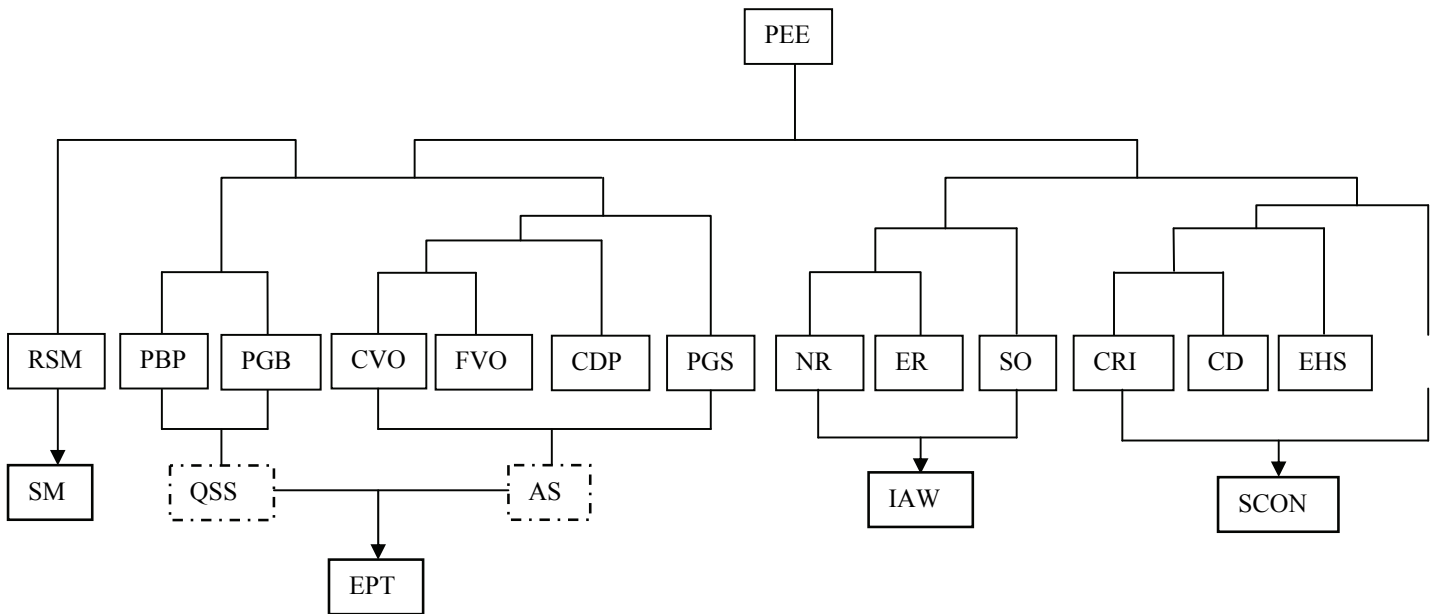 PEE
RSM PBP PGB CVO FVO CDP PGS NR ER SO CRI CD EHS
SM QSS AS IAW SCON
EPT